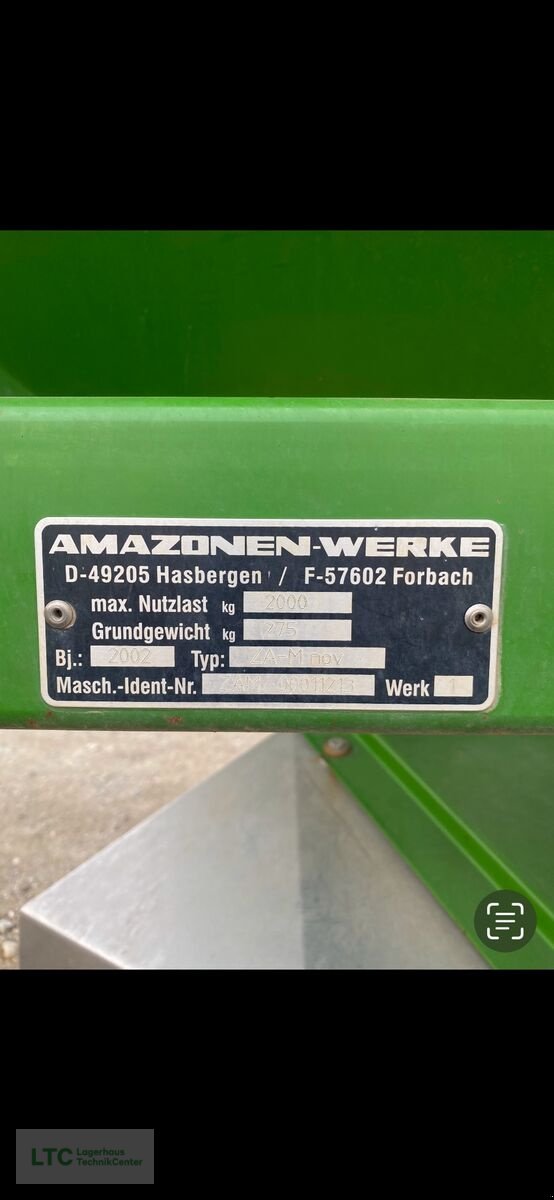 AMAZONEN-WERKE
D-49205 Hasbergen / F-57602 Forbach
max. Nutzlast kg 2000
Grundgewicht kg 275
Bj.: 2002 Typ: ZA-M nov
Masch.-Ident-Nr. Werk 1
LTC Lagerhaus
TechnikCenter